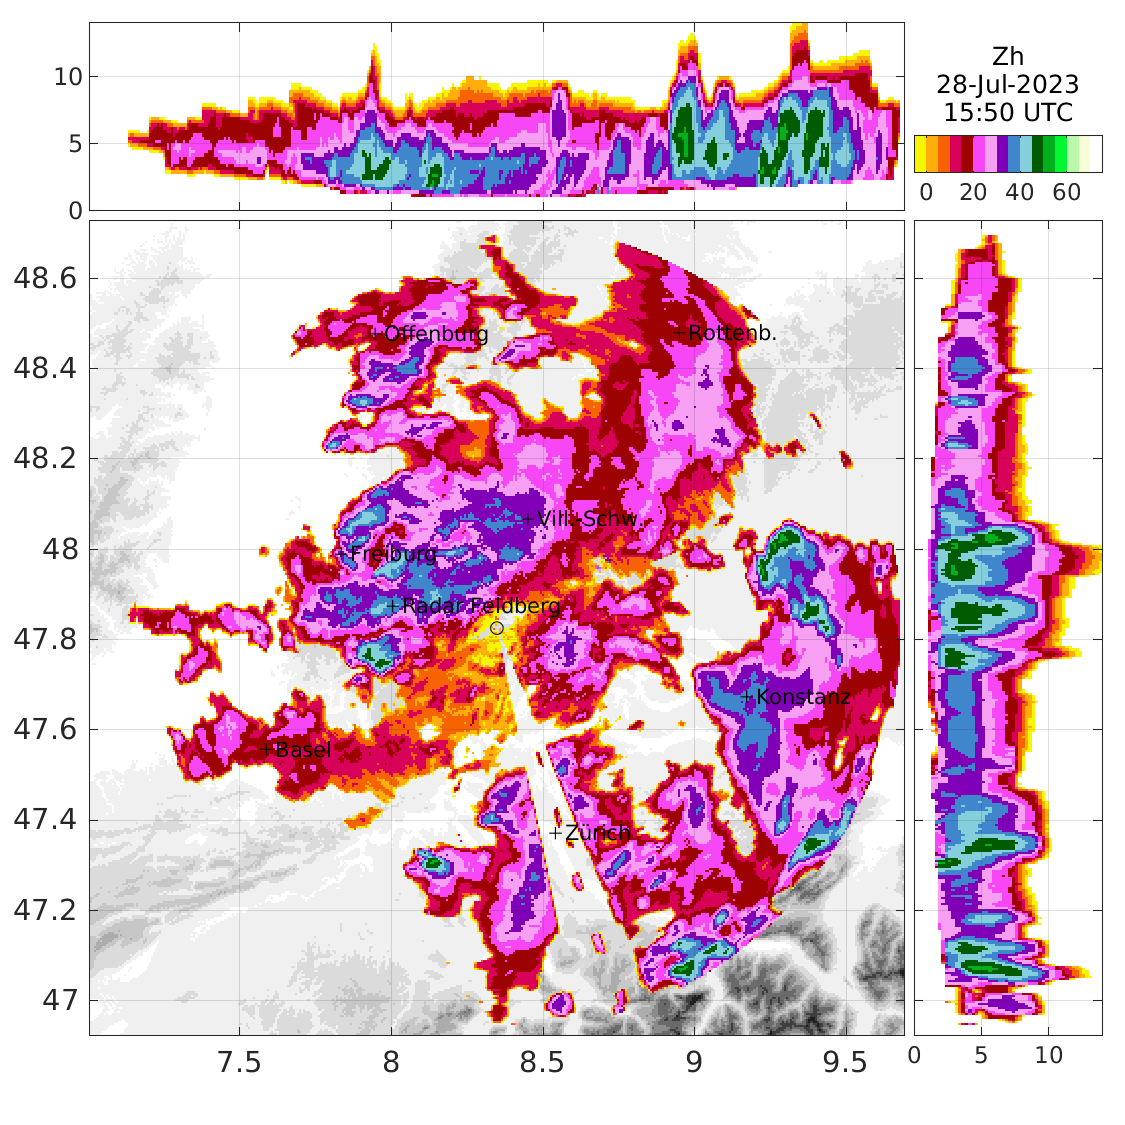 10
5
0
Zh
28-Jul-2023
15:50 UTC
0 20 40 60
48.6
48.4
48.2
48
47.8
47.6
47.4
47.2
47
Offenburg
Rottenb.
Vill.-Schw.
Freiburg
Radar Feldberg
Konstanz
Basel
Zürich
7.5 8 8.5 9 9.5
0 5 10